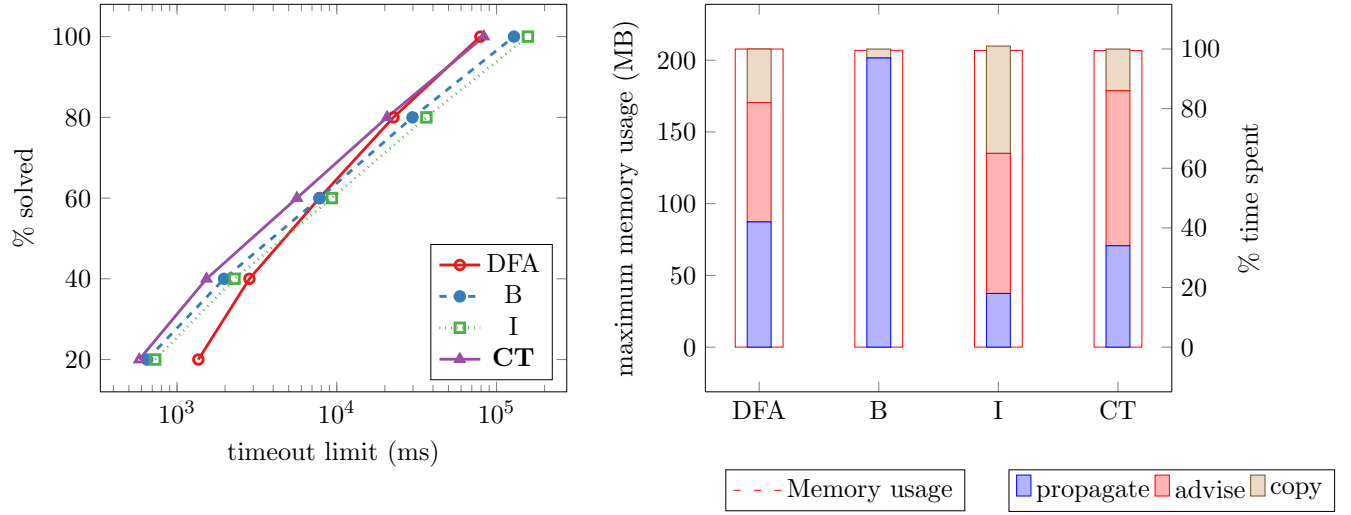 100
80
60
40
20
% solved
10^3
10^4
10^5
timeout limit (ms)
DFA
B
I
CT
200
150
100
50
0
maximum memory usage (MB)
100
80
60
40
20
0
% time spent
DFA
B
I
CT
Memory usage
propagate advise copy